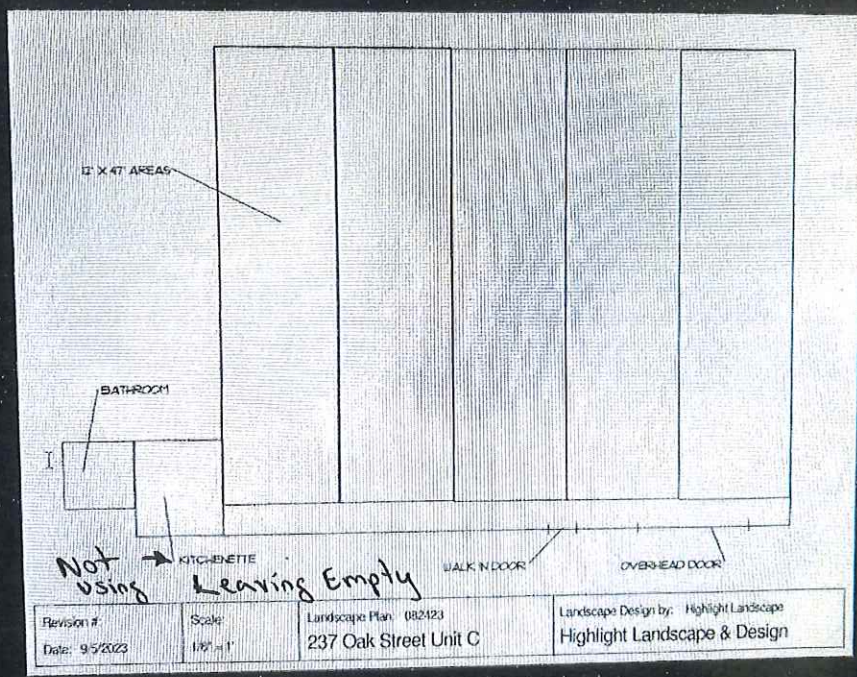 12' X 47' AREAS
BATHROOM
KITCHENETTE
WALK IN DOOR
OVERHEAD DOOR
Not using
Leaving Empty
Revision #:
Date: 9/5/2023
Scale:
1/8" = 1'
Landscape Plan: 082423
237 Oak Street Unit C
Landscape Design by: Highlight Landscape
Highlight Landscape & Design